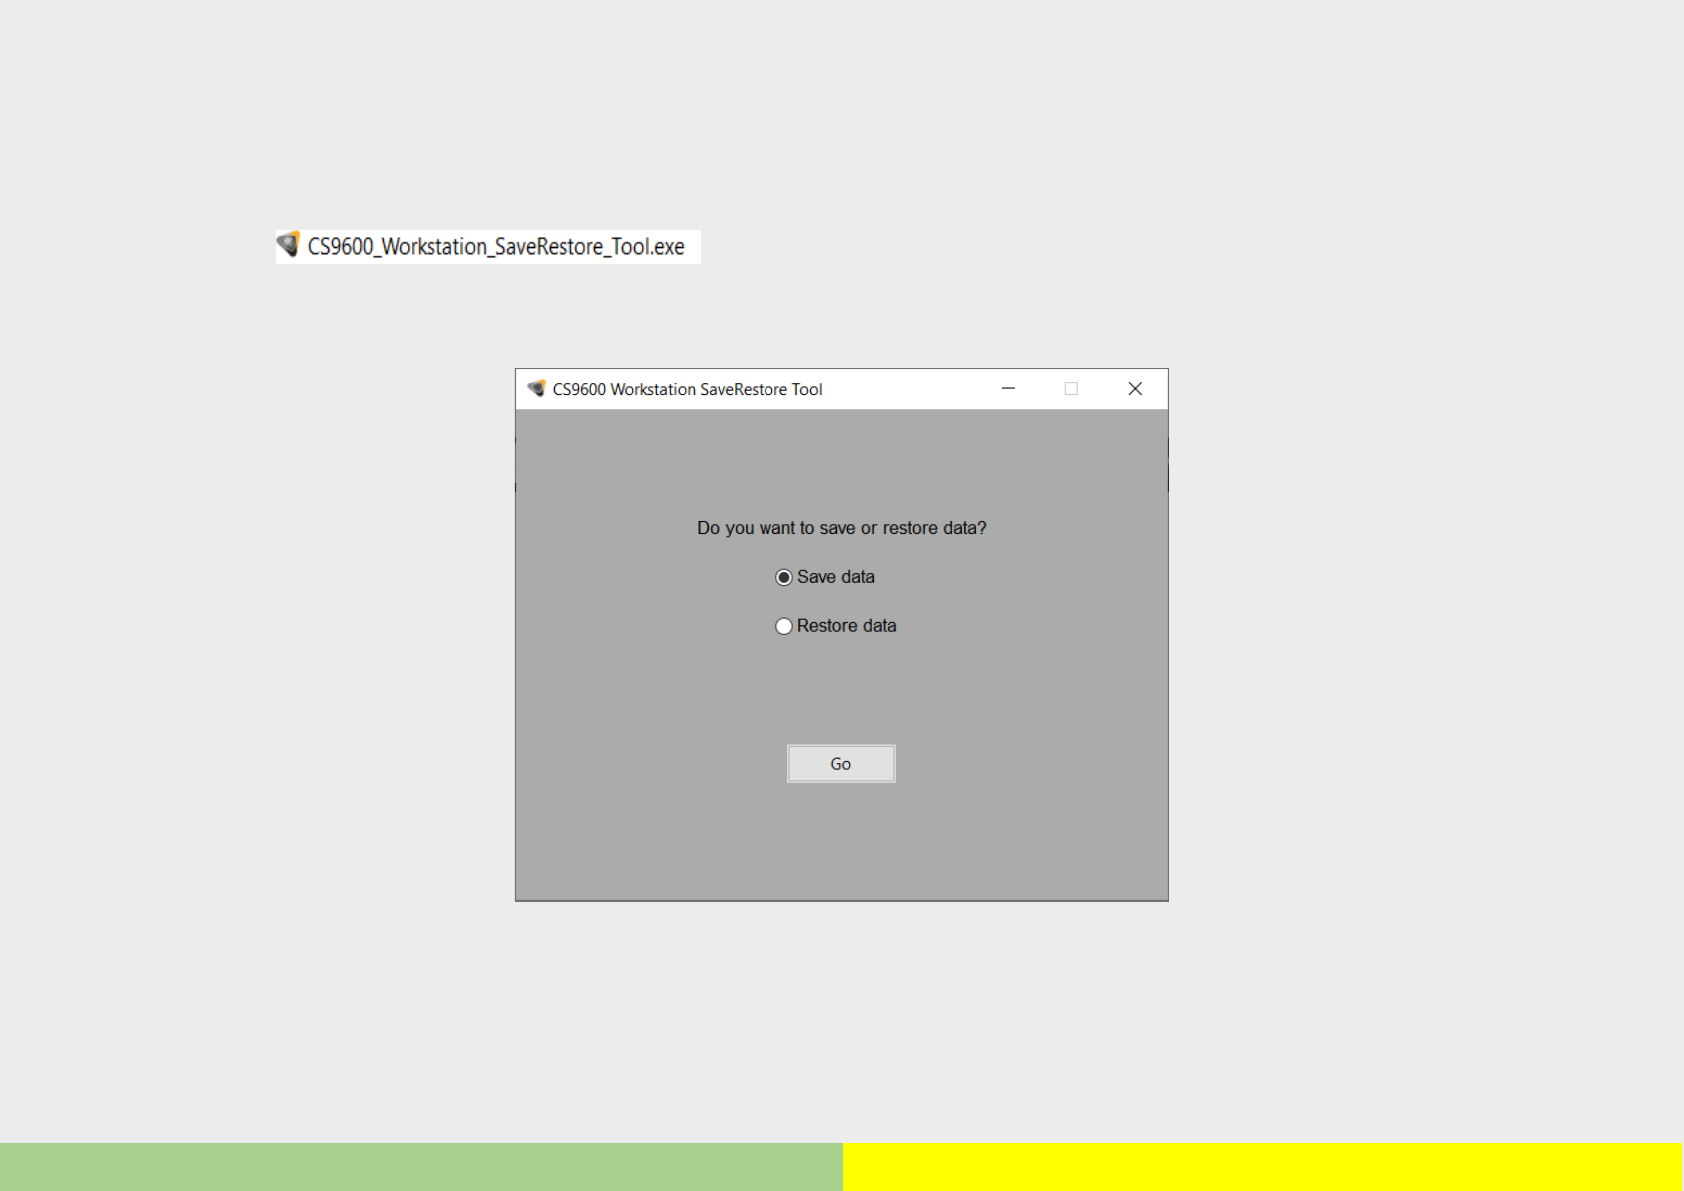 CS9600_Workstation_SaveRestore_Tool.exe
CS9600 Workstation SaveRestore Tool
Do you want to save or restore data?
Save data
Restore data
Go